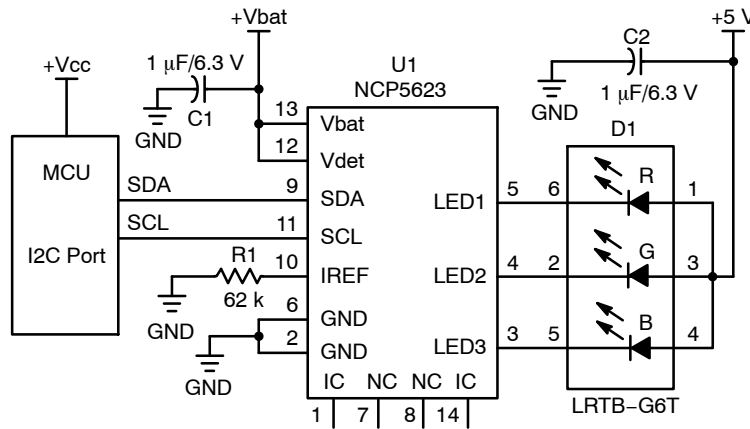 +Vbat
+5 V
+Vcc
1 µF/6.3 V
C1
GND
U1
NCP5623
C2
1 µF/6.3 V
GND
D1
MCU
I2C Port
SDA
SCL
13
Vbat
12
Vdet
9
SDA
11
SCL
R1
62 k
10
IREF
GND
6
GND
2
GND
GND
LED1
5
6
R
1
LED2
4
2
G
3
LED3
3
5
B
4
IC
NC
NC
IC
1
7
8
14
LRTB–G6T